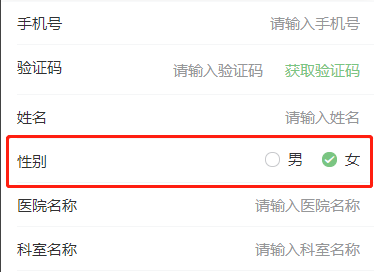 手机号 请输入手机号
验证码 请输入验证码 获取验证码
姓名 请输入姓名
性别 男 女
医院名称 请输入医院名称
科室名称 请输入科室名称